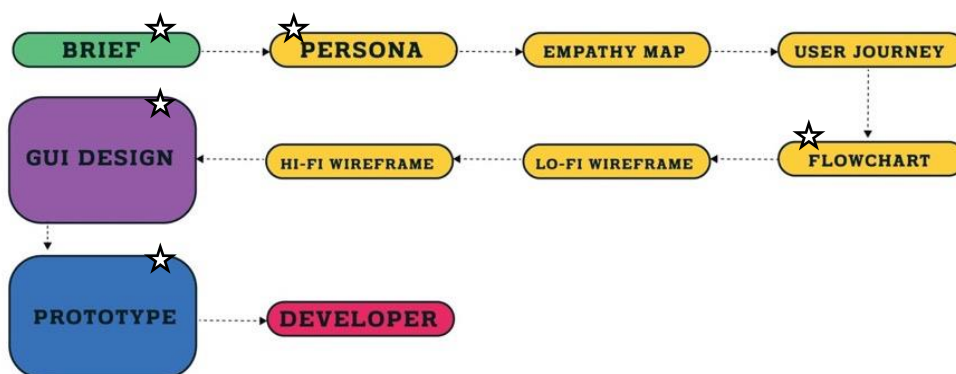 BRIEF
PERSONA
EMPATHY MAP
USER JOURNEY
FLOWCHART
LO-FI WIREFRAME
HI-FI WIREFRAME
GUI DESIGN
PROTOTYPE
DEVELOPER